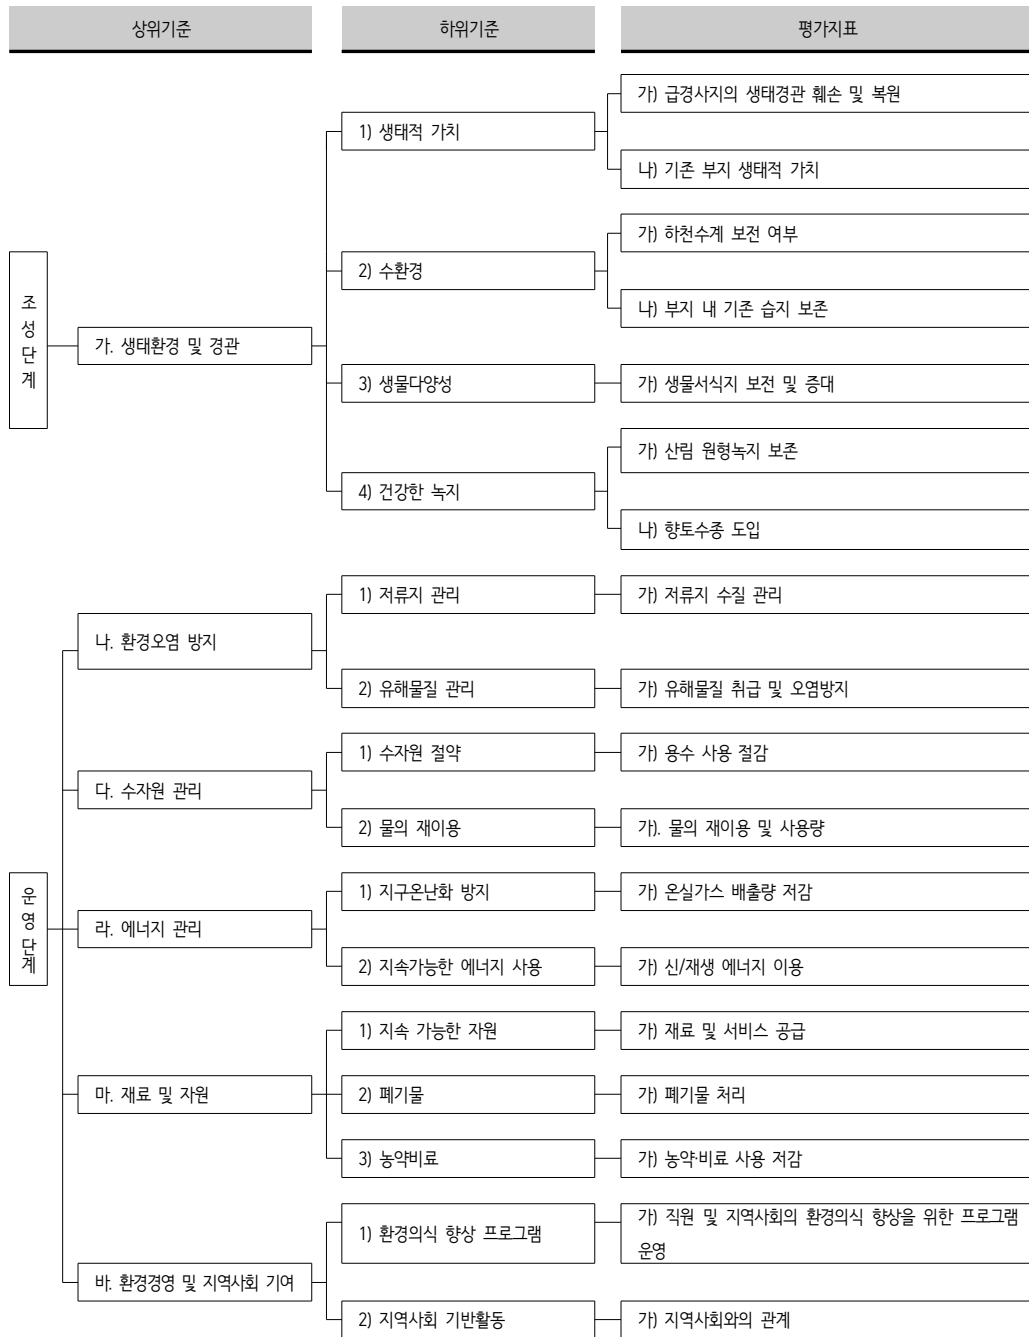 상위기준
하위기준
평가지표
조성단계
가. 생태환경 및 경관
1) 생태적 가치
가) 급경사지의 생태경관 훼손 및 복원
나) 기존 부지 생태적 가치
2) 수환경
가) 하천수계 보전 여부
나) 부지 내 기존 습지 보존
3) 생물다양성
가) 생물서식지 보전 및 증대
4) 건강한 녹지
가) 산림 원형녹지 보존
나) 향토수종 도입
운영단계
나. 환경오염 방지
1) 저류지 관리
가) 저류지 수질 관리
2) 유해물질 관리
가) 유해물질 취급 및 오염방지
다. 수자원 관리
1) 수자원 절약
가) 용수 사용 절감
2) 물의 재이용
가). 물의 재이용 및 사용량
라. 에너지 관리
1) 지구온난화 방지
가) 온실가스 배출량 저감
2) 지속가능한 에너지 사용
가) 신/재생 에너지 이용
마. 재료 및 자원
1) 지속 가능한 자원
가) 재료 및 서비스 공급
2) 폐기물
가) 폐기물 처리
3) 농약비료
가) 농약·비료 사용 저감
바. 환경경영 및 지역사회 기여
1) 환경의식 향상 프로그램
가) 직원 및 지역사회의 환경의식 향상을 위한 프로그램
운영
2) 지역사회 기반활동
가) 지역사회와의 관계